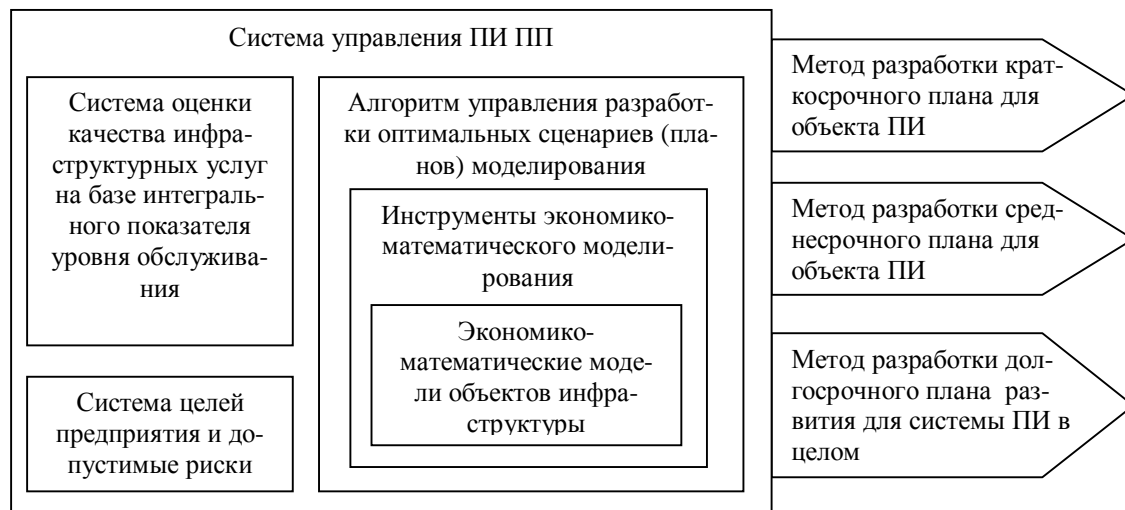 Система управления ПИ ПП
Система оценки
качества инфра-
структурных услуг
на базе интеграль-
ного показателя
уровня обслужива-
ния
Система целей
предприятия и до-
пустимые риски
Алгоритм управления разработ-
ки оптимальных сценариев (пла-
нов) моделирования
Инструменты экономико-
математического модели-
рования
Экономико-
математические моде-
ли объектов инфра-
структуры
Метод разработки крат-
косрочного плана для
объекта ПИ
Метод разработки сред-
несрочного плана для
объекта ПИ
Метод разработки дол-
госрочного плана раз-
вития для системы ПИ в
целом